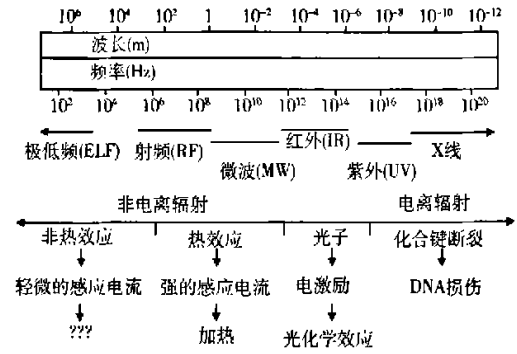 10⁶ 10⁴ 10² 1 10⁻² 10⁻⁴ 10⁻⁶ 10⁻⁸ 10⁻¹⁰ 10⁻¹²
波长(m)
频率(Hz)
10² 10⁴ 10⁶ 10⁸ 10¹⁰ 10¹² 10¹⁴ 10¹⁶ 10¹⁸ 10²⁰
极低频(ELF) 射频(RF) 红外(IR) X线
微波(MW) 紫外(UV)
非电离辐射 电离辐射
非热效应 热效应 光子 化合键断裂
轻微的感应电流 强的感应电流 电激励 DNA损伤
??? 加热 光化学效应